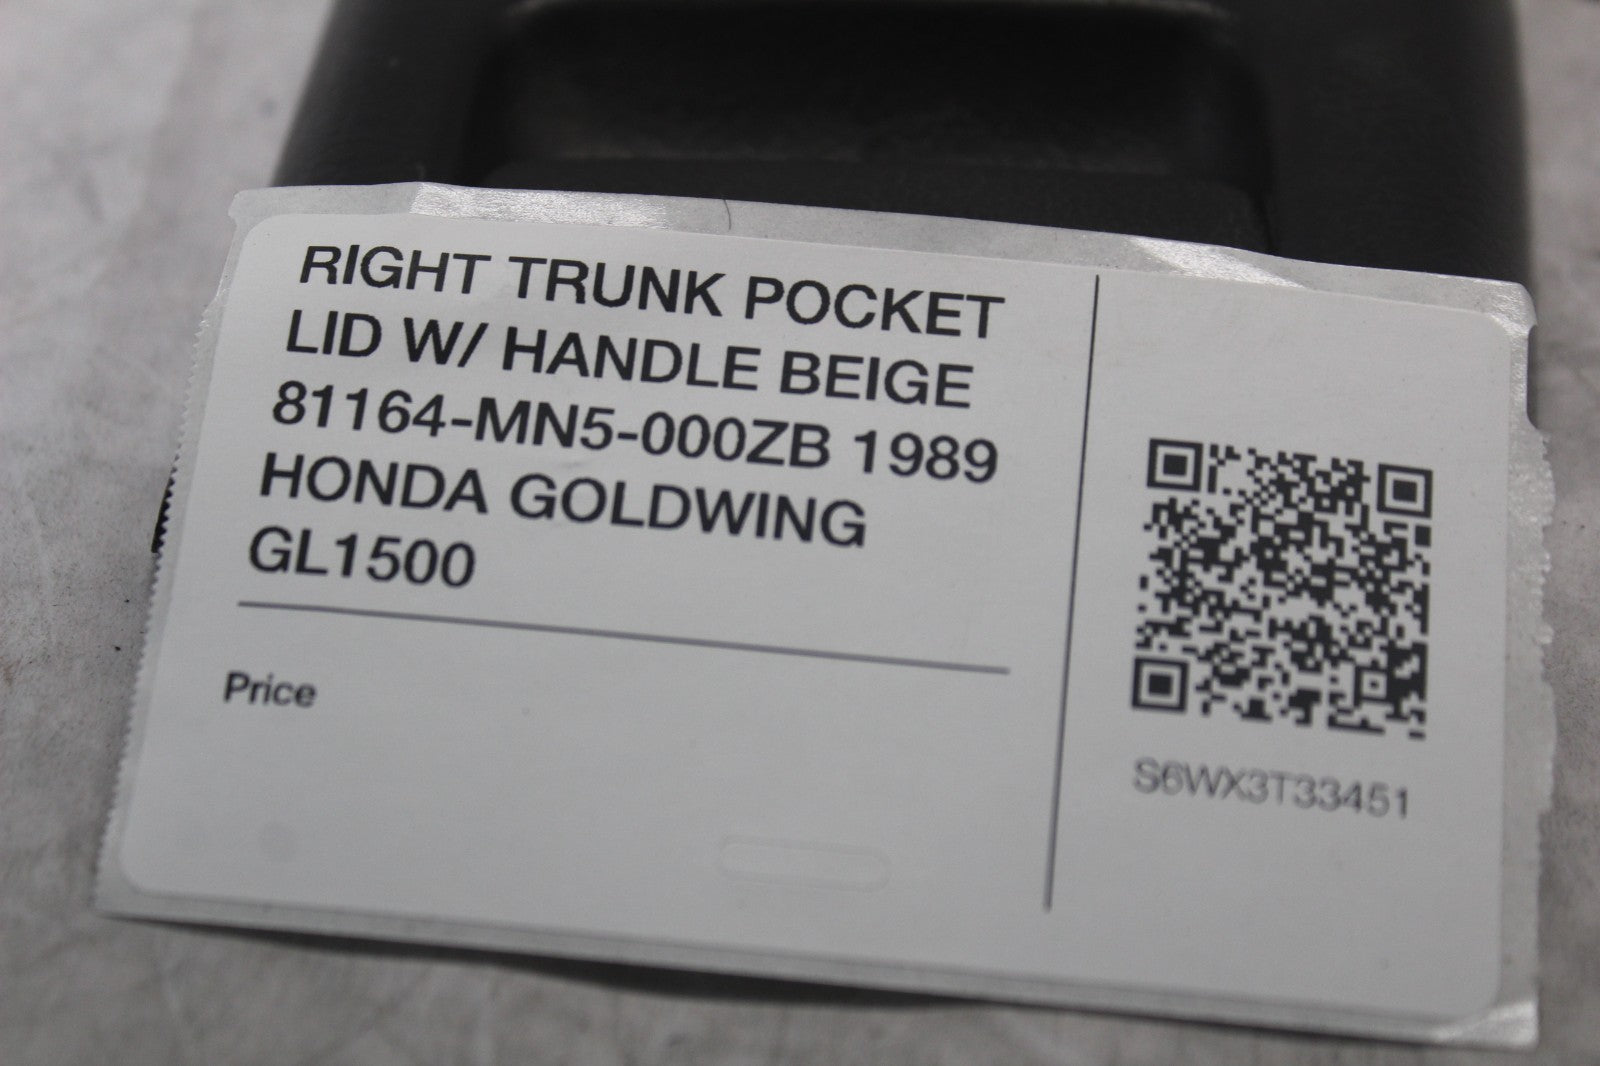 RIGHT TRUNK POCKET
LID W/ HANDLE BEIGE
81164-MN5-000ZB 1989
HONDA GOLDWING
GL1500
Price
S6WX3T33451